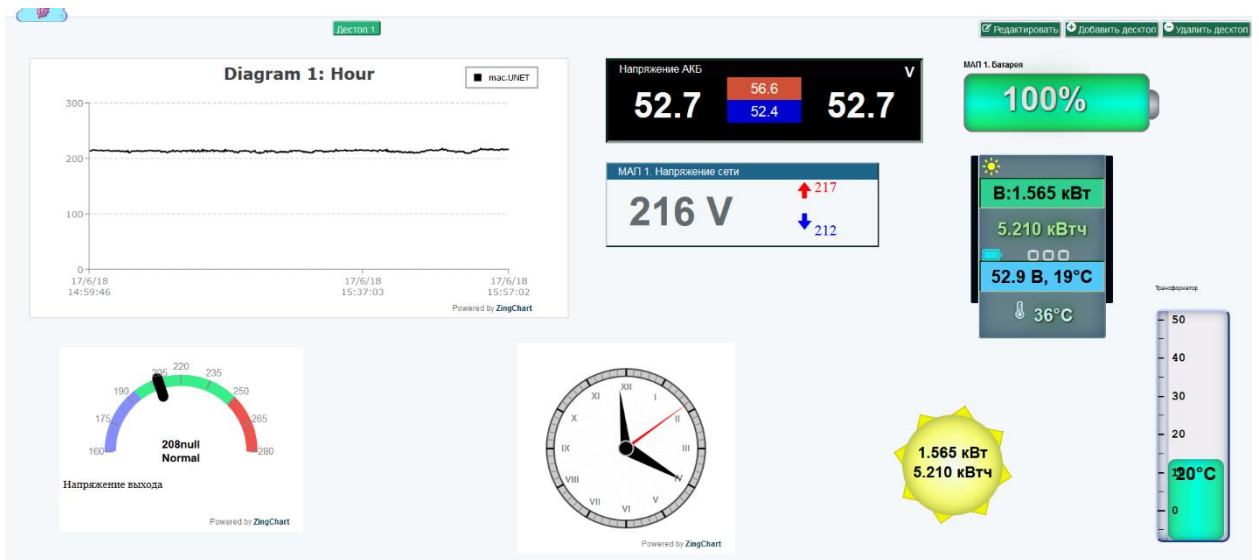 Дестоп 1
Редактировать
Добавить десктоп
Удалить десктоп
Diagram 1: Hour
mac.UNET
300
200
100
0
17/6/18
14:59:46
17/6/18
15:37:03
17/6/18
15:57:02
Powered by ZingChart
Напряжение АКБ
V
52.7
56.6
52.4
52.7
МАП 1. Напряжение сети
216 V
217
212
МАП 1. Батарея
100%
В:1.565 кВт
5.210 кВтч
52.9 В, 19°C
36°C
Трансформатор
50
40
30
20
0
160
175
190
205
220
235
250
265
280
208null
Normal
Напряжение выхода
Powered by ZingChart
XII
I
II
III
IV
V
VI
VII
VIII
IX
X
XI
Powered by ZingChart
1.565 кВт
5.210 кВтч